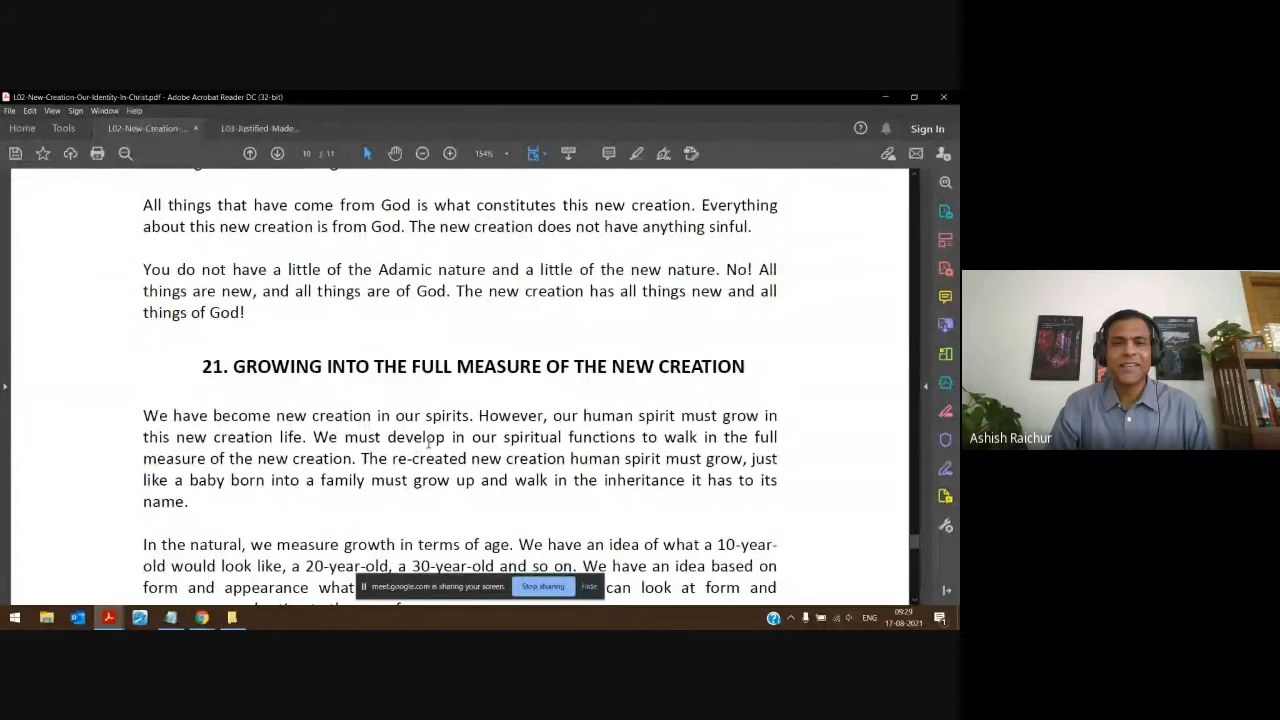 L02-New-Creation-Our-Identity-In-Christ.pdf - Adobe Acrobat Reader DC (32-bit)
File Edit View Sign Window Help
Home Tools L02-New-Creation-... × L03-Justified-Made... Sign In
10 / 11 154%
All things that have come from God is what constitutes this new creation. Everything
about this new creation is from God. The new creation does not have anything sinful.
You do not have a little of the Adamic nature and a little of the new nature. No! All
things are new, and all things are of God. The new creation has all things new and all
things of God!
21. GROWING INTO THE FULL MEASURE OF THE NEW CREATION
We have become new creation in our spirits. However, our human spirit must grow in
this new creation life. We must develop in our spiritual functions to walk in the full
measure of the new creation. The re-created new creation human spirit must grow, just
like a baby born into a family must grow up and walk in the inheritance it has to its
name.
In the natural, we measure growth in terms of age. We have an idea of what a 10-year-
old would look like, a 20-year-old, a 30-year-old and so on. We have an idea based on
form and appearance what can look at form and
meet.google.com is sharing your screen. Stop sharing Hide
ENG
09:29
17-08-2021
Ashish Raichur